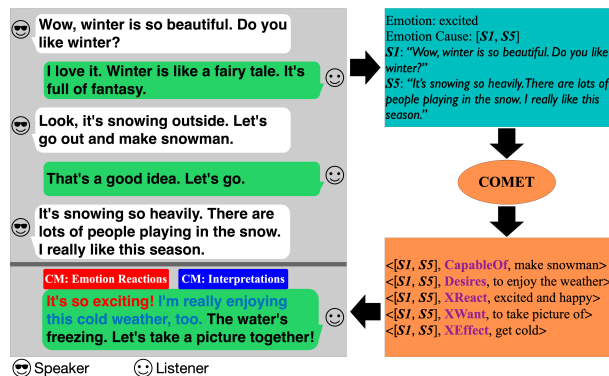 Wow, winter is so beautiful. Do you
like winter?
I love it. Winter is like a fairy tale. It's
full of fantasy.
Look, it's snowing outside. Let's
go out and make snowman.
That's a good idea. Let's go.
It's snowing so heavily. There are
lots of people playing in the snow.
I really like this season.
CM: Emotion Reactions CM: Interpretations
It's so exciting! I'm really enjoying
this cold weather, too. The water's
freezing. Let's take a picture together!
Speaker Listener
Emotion: excited
Emotion Cause: [S1, S5]
S1: “Wow, winter is so beautiful. Do you like
winter?”
S5: “It's snowing so heavily.There are lots of
people playing in the snow. I really like this
season.”
COMET
<[S1, S5], CapableOf, make snowman>
<[S1, S5], Desires, to enjoy the weather>
<[S1, S5], XReact, excited and happy>
<[S1, S5], XWant, to take picture of>
<[S1, S5], XEffect, get cold>